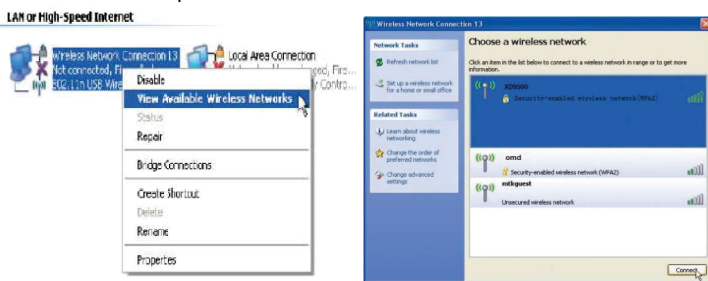 LAN or High-Speed Internet
Wireless Network Connection 13
Not connected, Fi
802.11n USB Wire
Local Area Connection
ged, Fire...
y Contro...
Disable
View Available Wireless Networks
Status
Repair
Bridge Connections
Create Shortcut
Delete
Rename
Properties
Wireless Network Connection 13
Network Tasks
Refresh network list
Set up a wireless network
for a home or small office
Related Tasks
Learn about wireless
networking
Change the order of
preferred networks
Change advanced
settings
Choose a wireless network
Click an item in the list below to connect to a wireless network in range or to get more
information.
Security-enabled wireless network (WPA2)
omd
Security-enabled wireless network (WPA2)
mtkguest
Unsecured wireless network
Connect